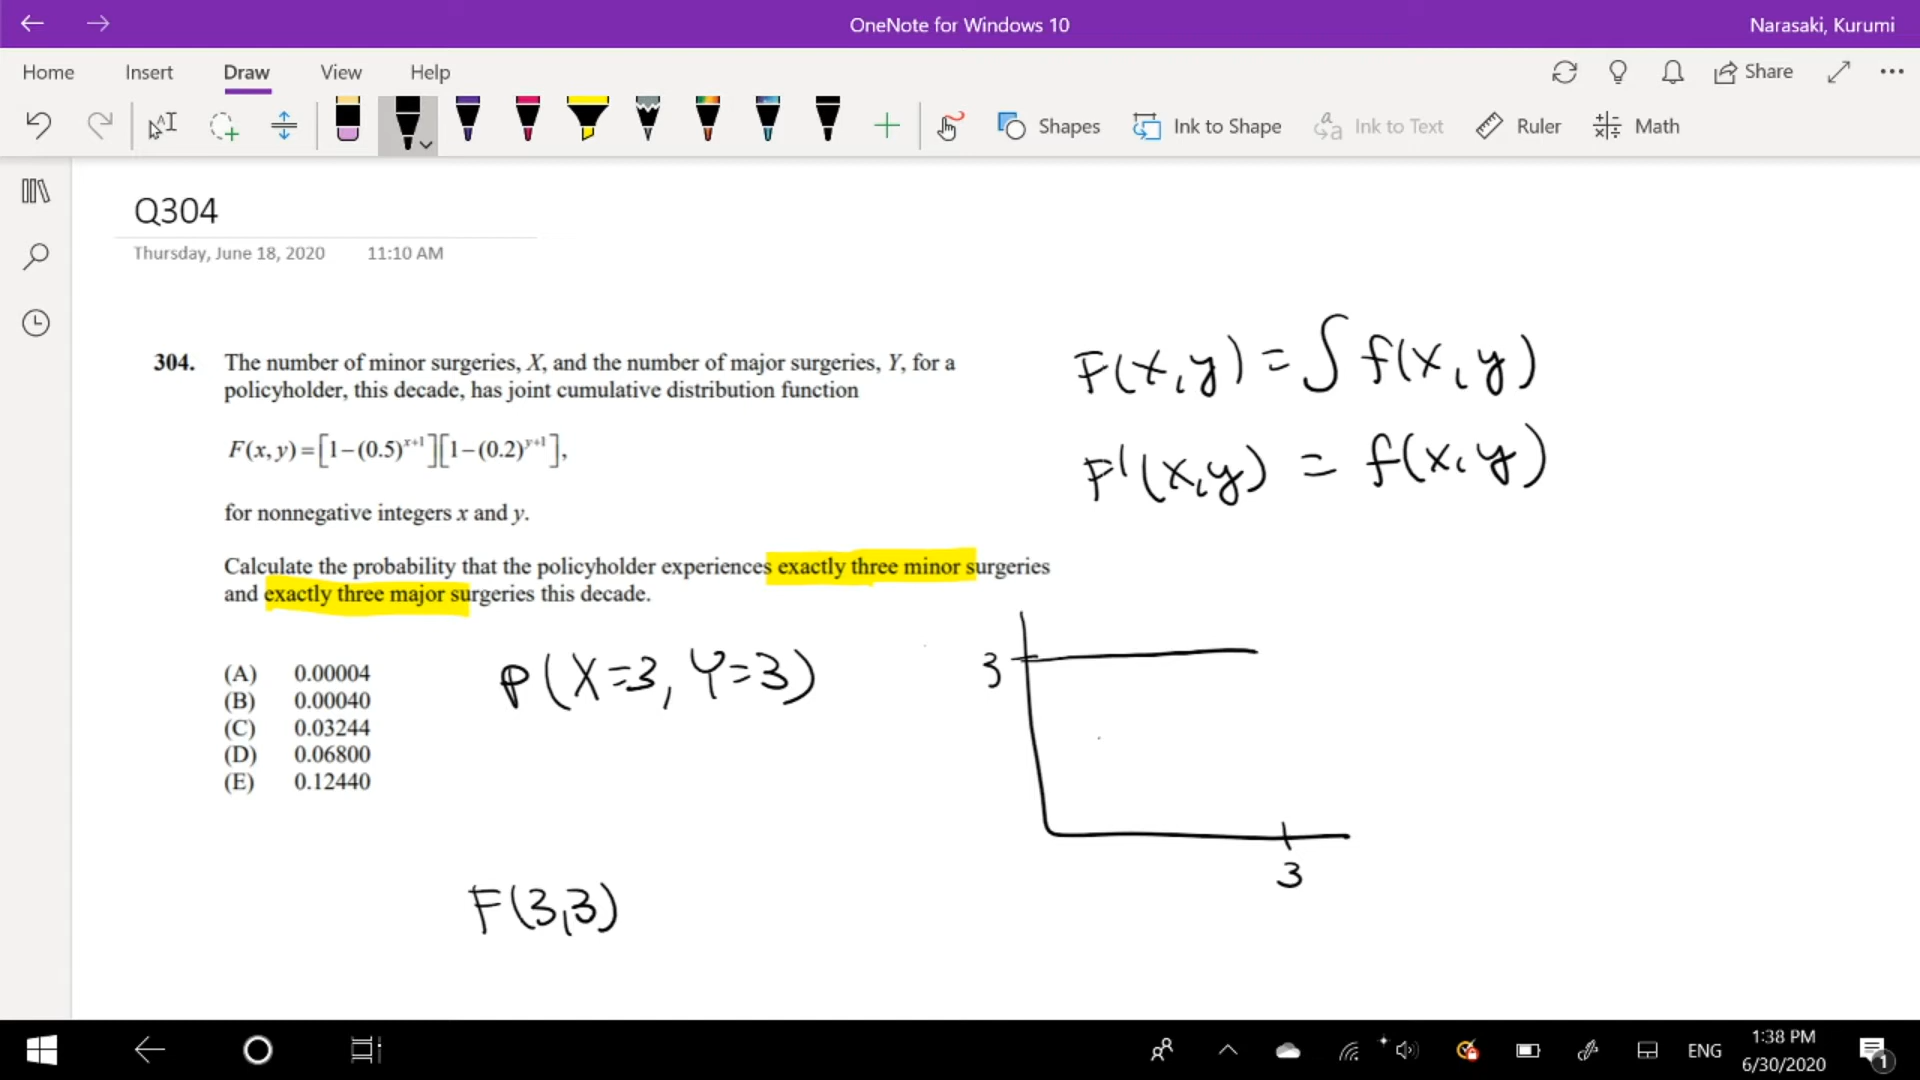 OneNote for Windows 10
Narasaki, Kurumi
Home Insert Draw View Help
Share
Shapes Ink to Shape Ink to Text Ruler Math
Q304
Thursday, June 18, 2020 11:10 AM
304. The number of minor surgeries, X, and the number of major surgeries, Y, for a
policyholder, this decade, has joint cumulative distribution function
F(x, y) = [1−(0.5)^{x+1}][1−(0.2)^{y+1}],
for nonnegative integers x and y.
Calculate the probability that the policyholder experiences exactly three minor surgeries
and exactly three major surgeries this decade.
(A) 0.00004
(B) 0.00040
(C) 0.03244
(D) 0.06800
(E) 0.12440
F(x,y) = ∫ f(x,y)
F'(x,y) = f(x,y)
P(X=3, Y=3)
3
3
F(3,3)
ENG
1:38 PM
6/30/2020
1